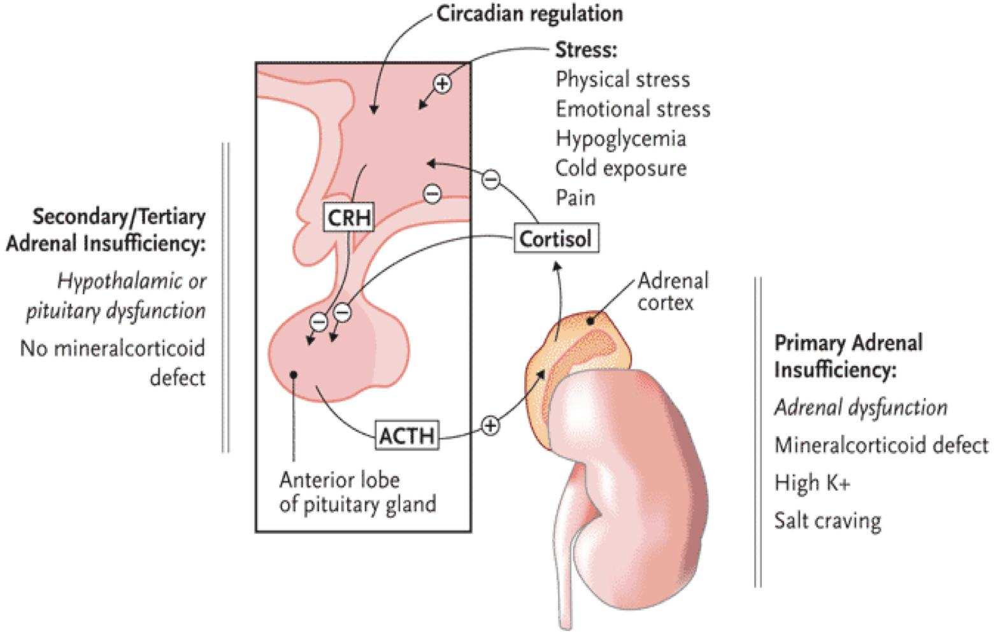 Circadian regulation
Stress:
Physical stress
Emotional stress
Hypoglycemia
Cold exposure
Pain
+
−
−
CRH
Cortisol
Secondary/Tertiary
Adrenal Insufficiency:
Hypothalamic or
pituitary dysfunction
No mineralcorticoid
defect
−
−
Adrenal
cortex
ACTH
+
Anterior lobe
of pituitary gland
Primary Adrenal
Insufficiency:
Adrenal dysfunction
Mineralcorticoid defect
High K+
Salt craving